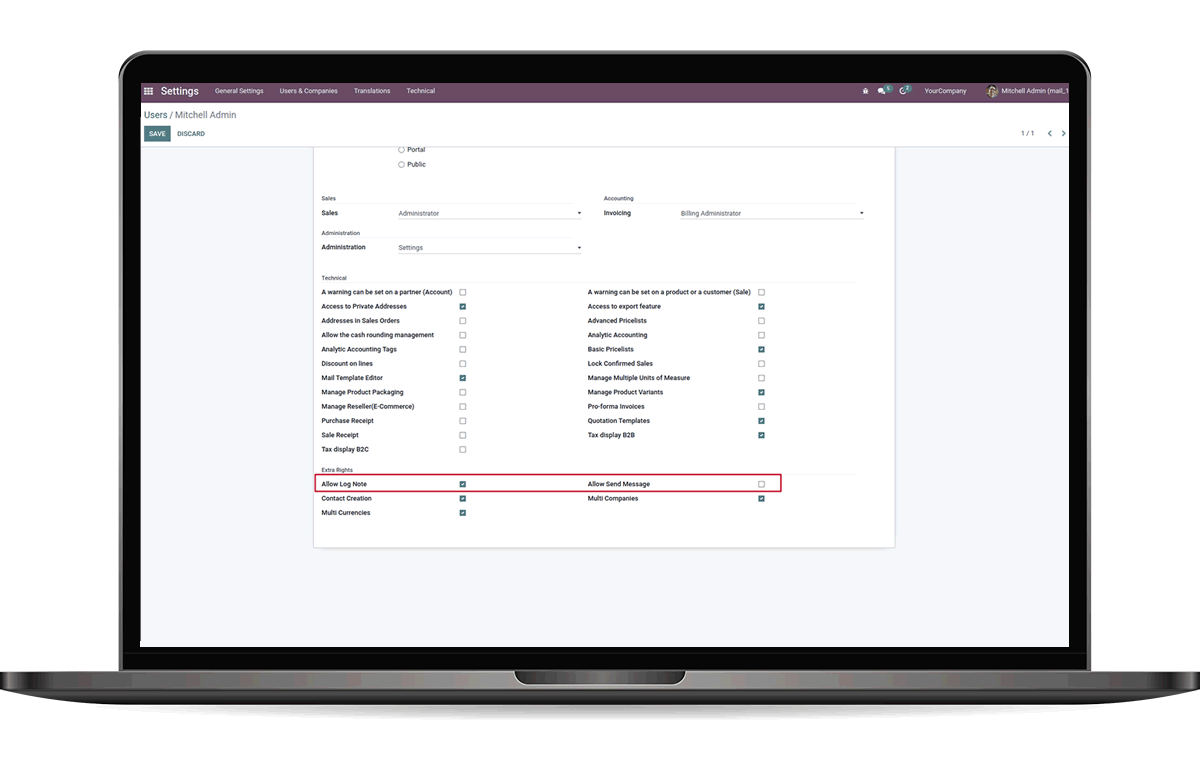 Settings General Settings Users & Companies Translations Technical 5 2 YourCompany Mitchell Admin (mail_1
Users / Mitchell Admin
SAVE DISCARD 1 / 1
Portal
Public
Sales Accounting
Sales Administrator Invoicing Billing Administrator
Administration
Administration Settings
Technical
A warning can be set on a partner (Account) A warning can be set on a product or a customer (Sale)
Access to Private Addresses Access to export feature
Addresses in Sales Orders Advanced Pricelists
Allow the cash rounding management Analytic Accounting
Analytic Accounting Tags Basic Pricelists
Discount on lines Lock Confirmed Sales
Mail Template Editor Manage Multiple Units of Measure
Manage Product Packaging Manage Product Variants
Manage Reseller(E-Commerce) Pro-forma Invoices
Purchase Receipt Quotation Templates
Sale Receipt Tax display B2B
Tax display B2C
Extra Rights
Allow Log Note Allow Send Message
Contact Creation Multi Companies
Multi Currencies